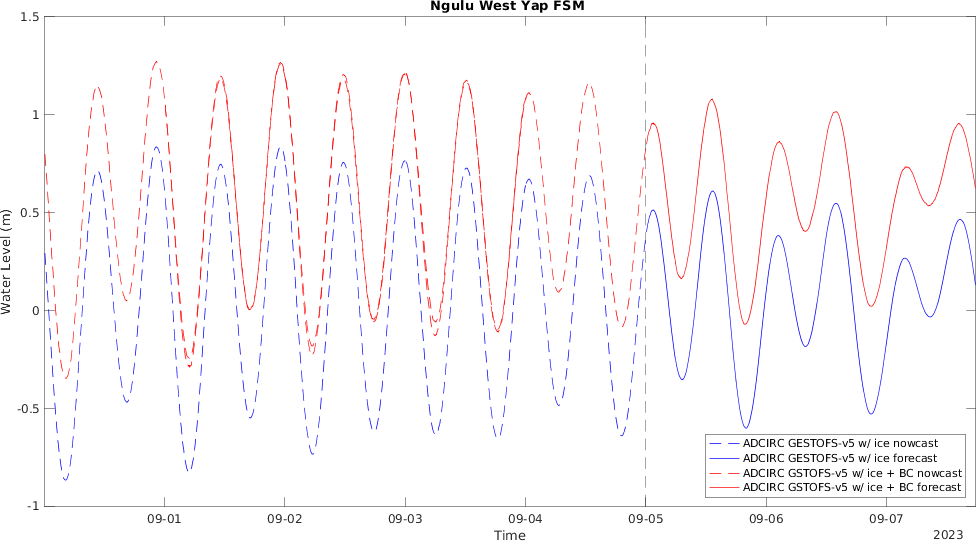 Ngulu West Yap FSM
1.5
1
0.5
0
-0.5
-1
Water Level (m)
ADCIRC GESTOFS-v5 w/ ice nowcast
ADCIRC GESTOFS-v5 w/ ice forecast
ADCIRC GSTOFS-v5 w/ ice + BC nowcast
ADCIRC GSTOFS-v5 w/ ice + BC forecast
09-01 09-02 09-03 09-04 09-05 09-06 09-07
Time
2023